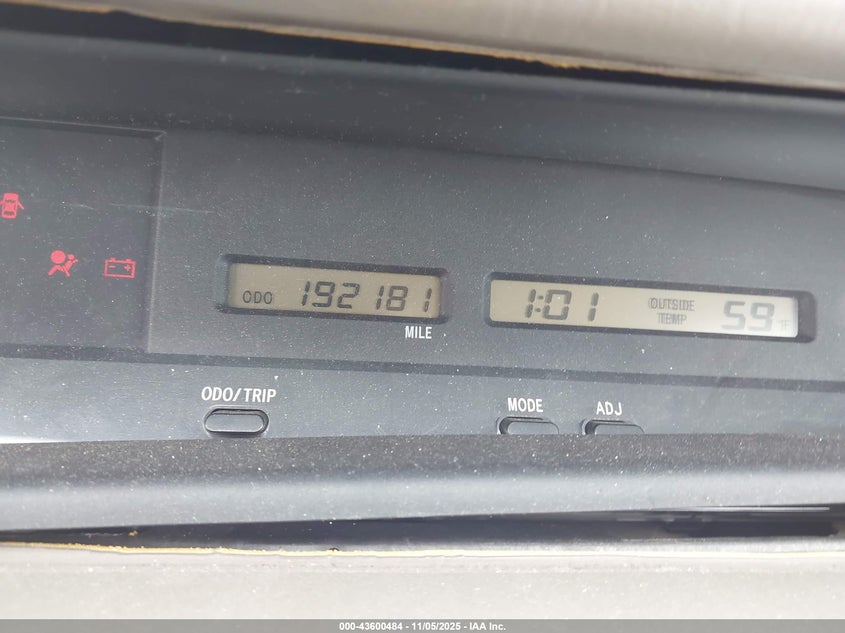 ODO 192181
MILE
1:01 OUTSIDE TEMP 59 °F
ODO/TRIP
MODE
ADJ
000-43600484 - 11/05/2025 - IAA Inc.